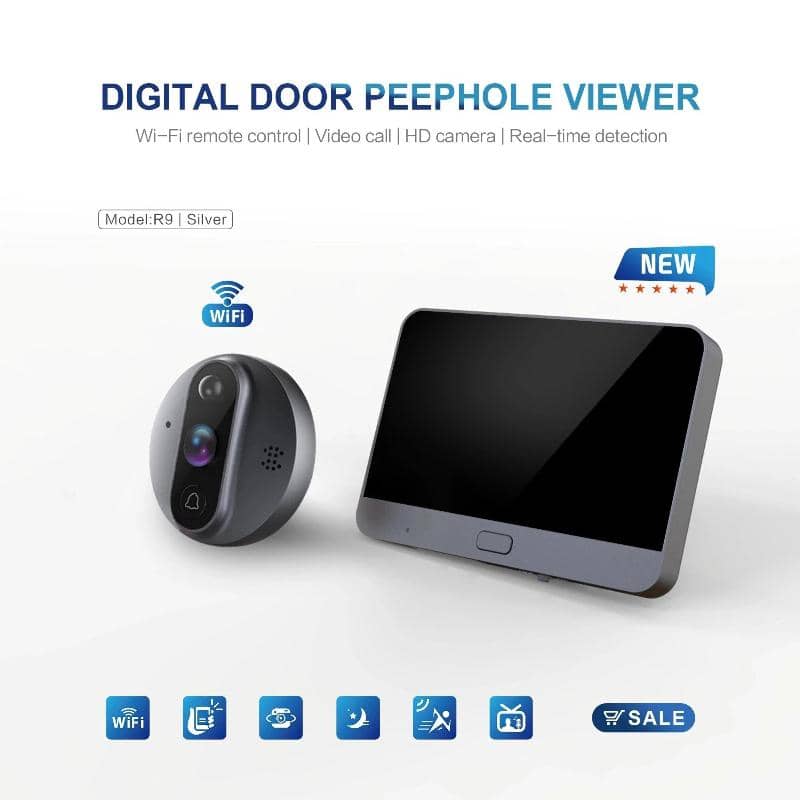 DIGITAL DOOR PEEPHOLE VIEWER
Wi-Fi remote control | Video call | HD camera | Real-time detection
Model:R9 | Silver
NEW
WiFi
WiFi
SALE